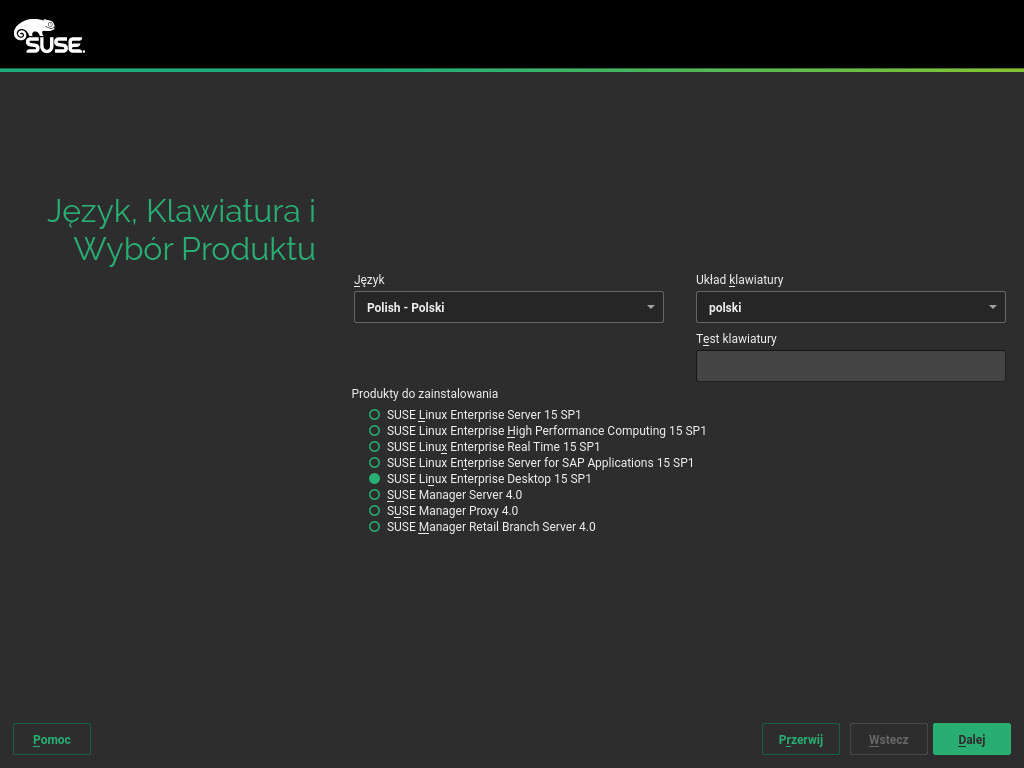 SUSE.
Język, Klawiatura i
Wybór Produktu
Język
Układ klawiatury
Polish - Polski
polski
Test klawiatury
Produkty do zainstalowania
SUSE Linux Enterprise Server 15 SP1
SUSE Linux Enterprise High Performance Computing 15 SP1
SUSE Linux Enterprise Real Time 15 SP1
SUSE Linux Enterprise Server for SAP Applications 15 SP1
SUSE Linux Enterprise Desktop 15 SP1
SUSE Manager Server 4.0
SUSE Manager Proxy 4.0
SUSE Manager Retail Branch Server 4.0
Pomoc
Przerwij
Wstecz
Dalej